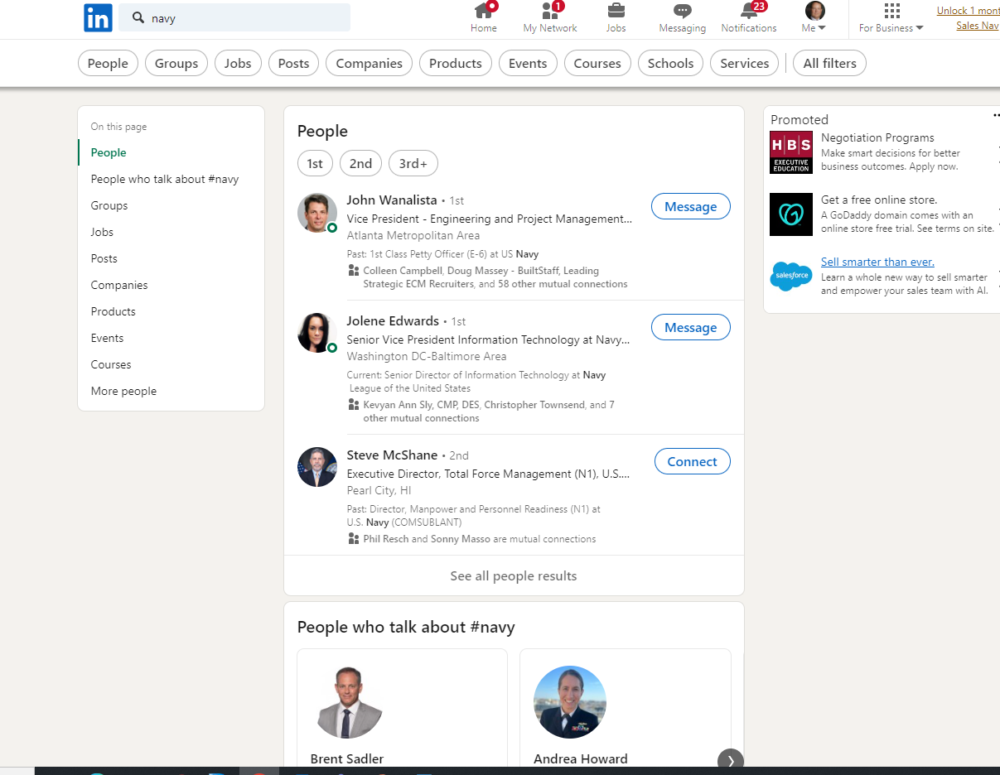 in
navy
Home
1
My Network
Jobs
Messaging
23
Notifications
Me
For Business
Unlock 1 mont
Sales Nav
People
Groups
Jobs
Posts
Companies
Products
Events
Courses
Schools
Services
All filters
On this page
People
People who talk about #navy
Groups
Jobs
Posts
Companies
Products
Events
Courses
More people
People
1st
2nd
3rd+
John Wanalista • 1st
Message
Vice President - Engineering and Project Management...
Atlanta Metropolitan Area
Past: 1st Class Petty Officer (E-6) at US Navy
Colleen Campbell, Doug Massey - BuiltStaff, Leading
Strategic ECM Recruiters, and 58 other mutual connections
Jolene Edwards • 1st
Message
Senior Vice President Information Technology at Navy...
Washington DC-Baltimore Area
Current: Senior Director of Information Technology at Navy
League of the United States
Kevyan Ann Sly, CMP, DES, Christopher Townsend, and 7
other mutual connections
Steve McShane • 2nd
Connect
Executive Director, Total Force Management (N1), U.S....
Pearl City, HI
Past: Director, Manpower and Personnel Readiness (N1) at
U.S. Navy (COMSUBLANT)
Phil Resch and Sonny Masso are mutual connections
See all people results
People who talk about #navy
Brent Sadler
Andrea Howard
Promoted
HBS
EXECUTIVE
EDUCATION
Negotiation Programs
Make smart decisions for better
business outcomes. Apply now.
Get a free online store.
A GoDaddy domain comes with an
online store free trial. See terms on site.
salesforce
Sell smarter than ever.
Learn a whole new way to sell smarter
and empower your sales team with AI.